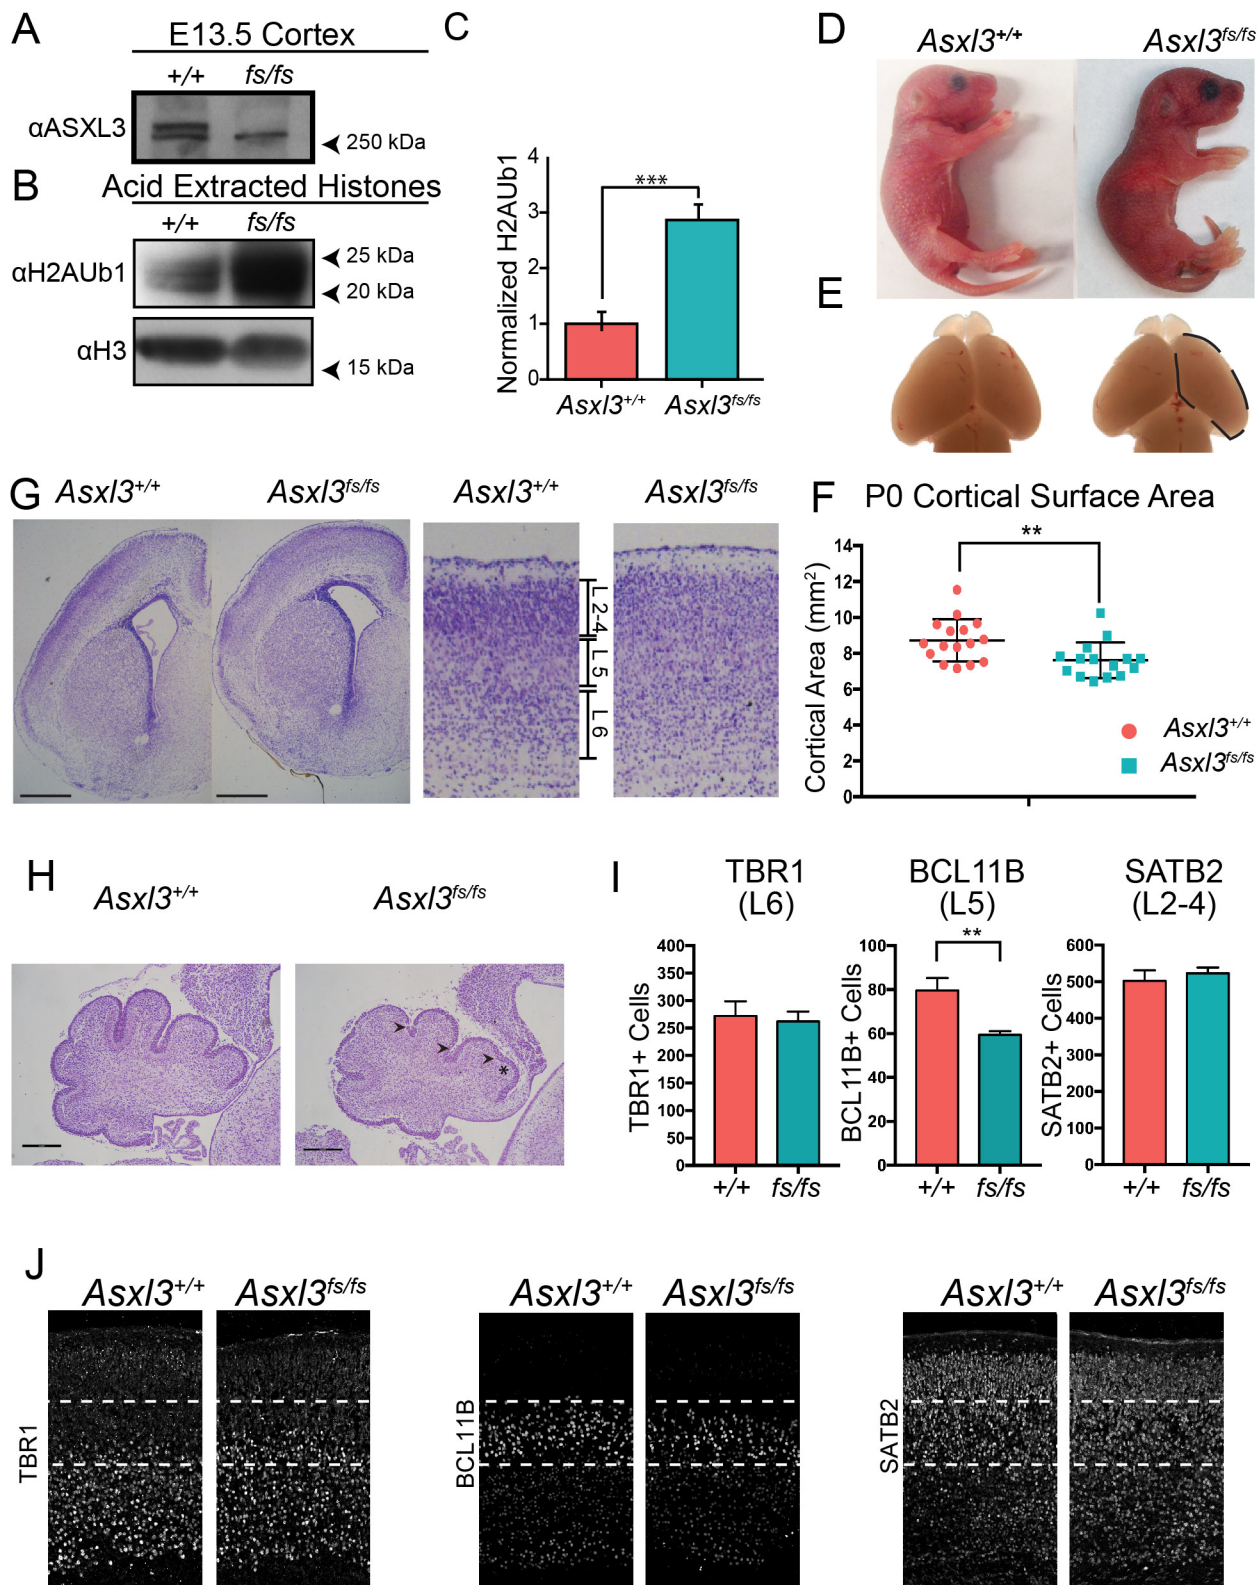 A
E13.5 Cortex
+/+ fs/fs
αASXL3
250 kDa
B
Acid Extracted Histones
+/+ fs/fs
αH2AUb1
25 kDa
20 kDa
αH3
15 kDa
C
Normalized H2AUb1
4
3
2
1
0
***
Asxl3+/+ Asxl3fs/fs
D
Asxl3+/+ Asxl3fs/fs
E
F P0 Cortical Surface Area
**
Cortical Area (mm2)
14
12
10
8
6
4
2
0
Asxl3+/+
Asxl3fs/fs
G
Asxl3+/+ Asxl3fs/fs Asxl3+/+ Asxl3fs/fs
L 2-4
L 5
L 6
H
Asxl3+/+ Asxl3fs/fs
*
I
TBR1
(L6)
TBR1+ Cells
400
350
300
250
200
150
100
50
0
+/+ fs/fs
BCL11B
(L5)
**
BCL11B+ Cells
100
80
60
40
20
0
+/+ fs/fs
SATB2
(L2-4)
SATB2+ Cells
600
500
400
300
200
100
0
+/+ fs/fs
J
Asxl3+/+ Asxl3fs/fs
TBR1
Asxl3+/+ Asxl3fs/fs
BCL11B
Asxl3+/+ Asxl3fs/fs
SATB2